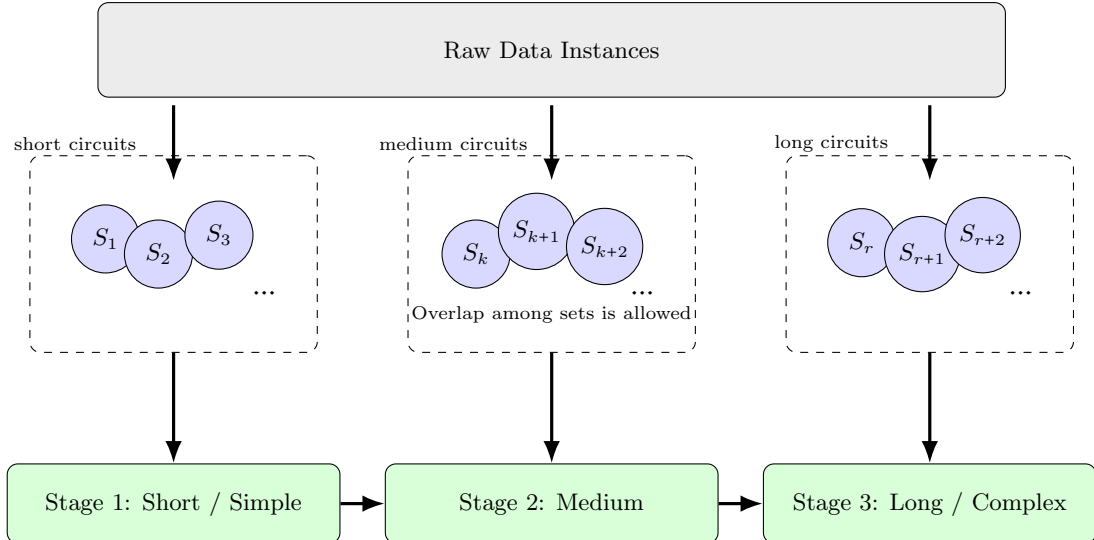 Raw Data Instances
short circuits
medium circuits
long circuits
S₁
S₂
S₃
...
Sₖ
Sₖ₊₁
Sₖ₊₂
...
Overlap among sets is allowed
Sᵣ
Sᵣ₊₁
Sᵣ₊₂
...
Stage 1: Short / Simple
Stage 2: Medium
Stage 3: Long / Complex